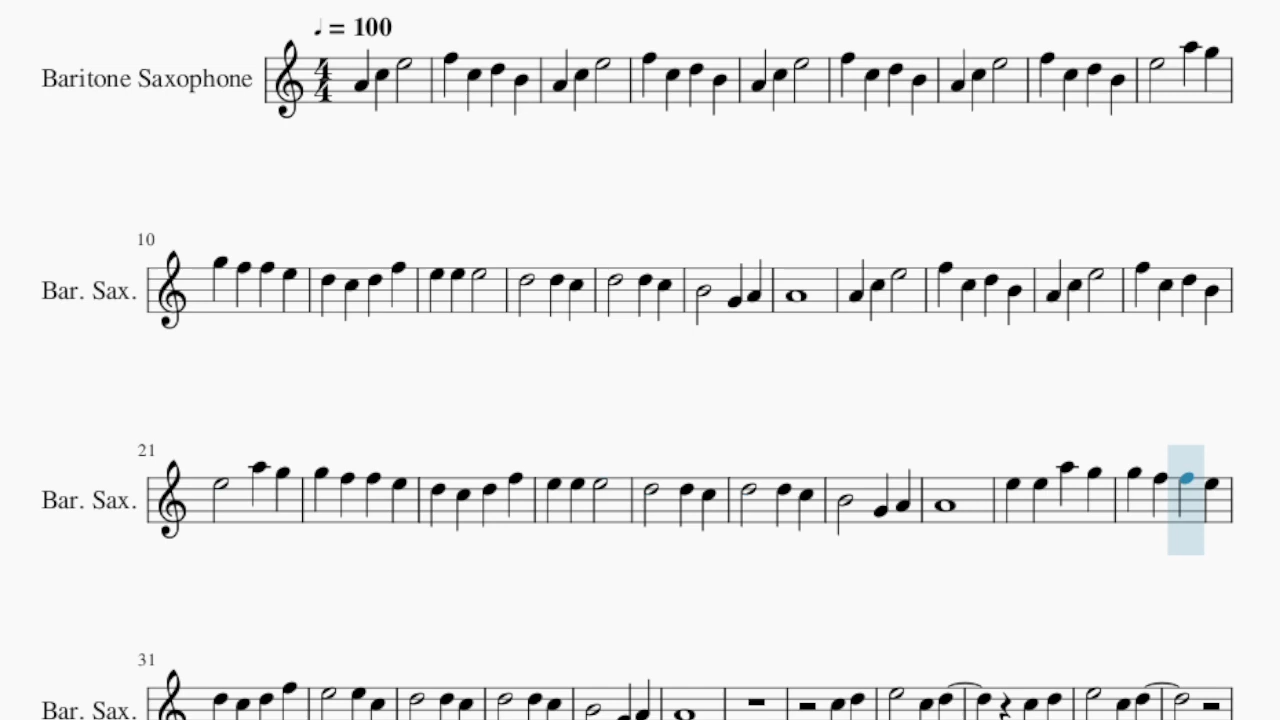 ♩ = 100
Baritone Saxophone
4
4
10
Bar. Sax.
21
Bar. Sax.
31
Bar. Sax.